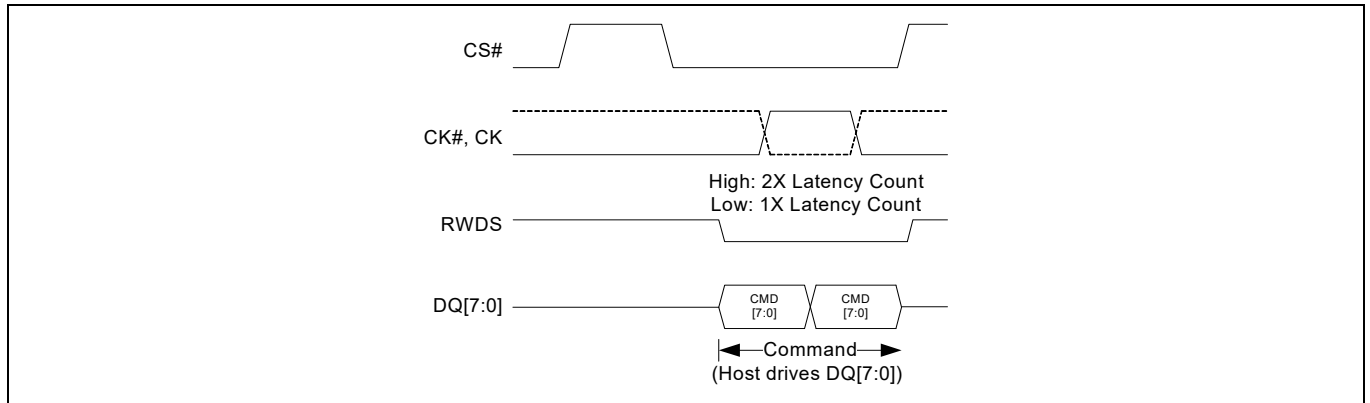 CS#
CK#, CK
High: 2X Latency Count
Low: 1X Latency Count
RWDS
DQ[7:0]
CMD
[7:0]
CMD
[7:0]
Command
(Host drives DQ[7:0])